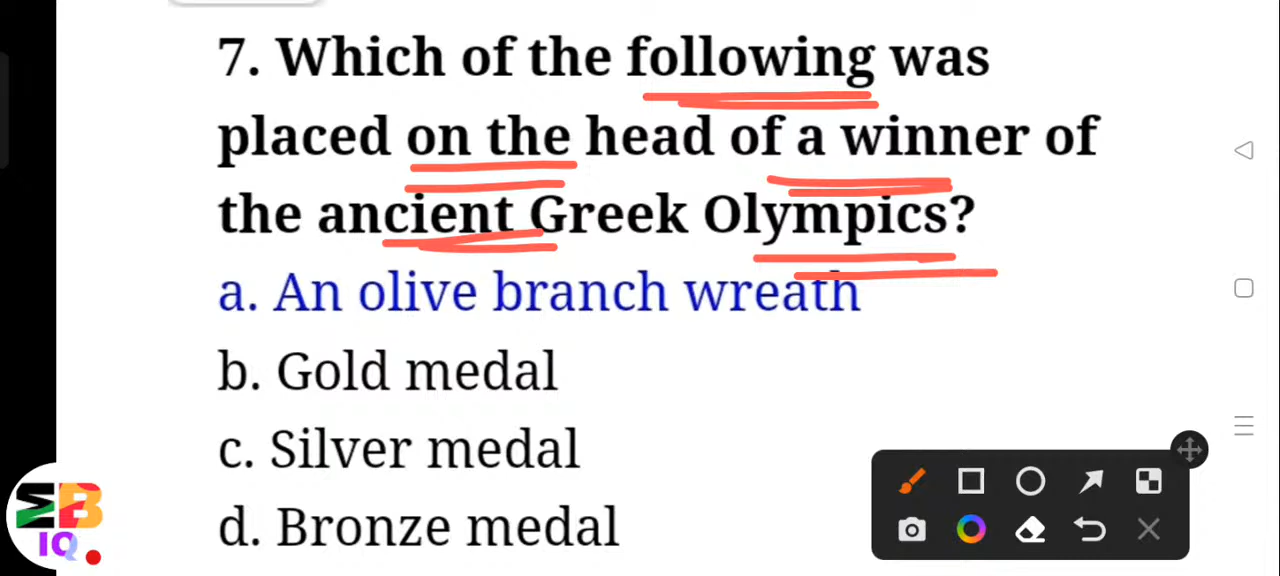 7. Which of the following was
placed on the head of a winner of
the ancient Greek Olympics?
a. An olive branch wreath
b. Gold medal
c. Silver medal
d. Bronze medal
IQ